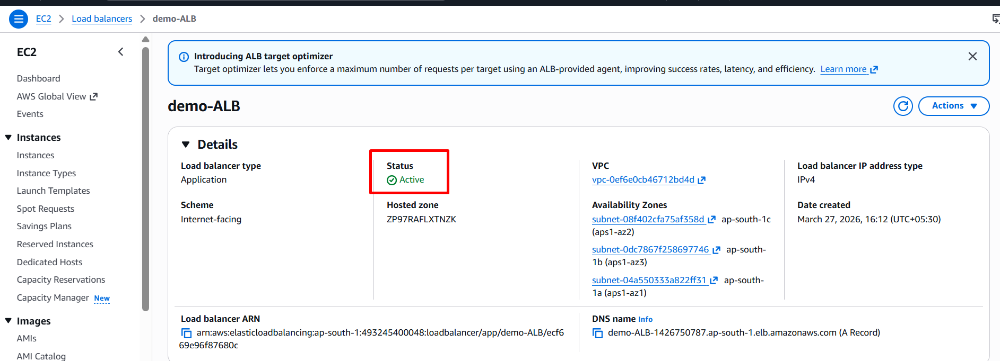 EC2 > Load balancers > demo-ALB
EC2
Dashboard
AWS Global View
Events
Instances
Instances
Instance Types
Launch Templates
Spot Requests
Savings Plans
Reserved Instances
Dedicated Hosts
Capacity Reservations
Capacity Manager New
Images
AMIs
AMI Catalog
Introducing ALB target optimizer
Target optimizer lets you enforce a maximum number of requests per target using an ALB-provided agent, improving success rates, latency, and efficiency. Learn more
demo-ALB
Actions
Details
Load balancer type
Application
Scheme
Internet-facing
Status
Active
Hosted zone
ZP97RAFLXTNZK
VPC
vpc-0ef6e0cb46712bd4d
Availability Zones
subnet-08f402cfa75af358d ap-south-1c
(aps1-az2)
subnet-0dc7867f258697746 ap-south-
1b (aps1-az3)
subnet-04a550333a822ff31 ap-south-
1a (aps1-az1)
Load balancer IP address type
IPv4
Date created
March 27, 2026, 16:12 (UTC+05:30)
Load balancer ARN
arn:aws:elasticloadbalancing:ap-south-1:493245400048:loadbalancer/app/demo-ALB/ecf6
69e96f87680c
DNS name Info
demo-ALB-1426750787.ap-south-1.elb.amazonaws.com (A Record)